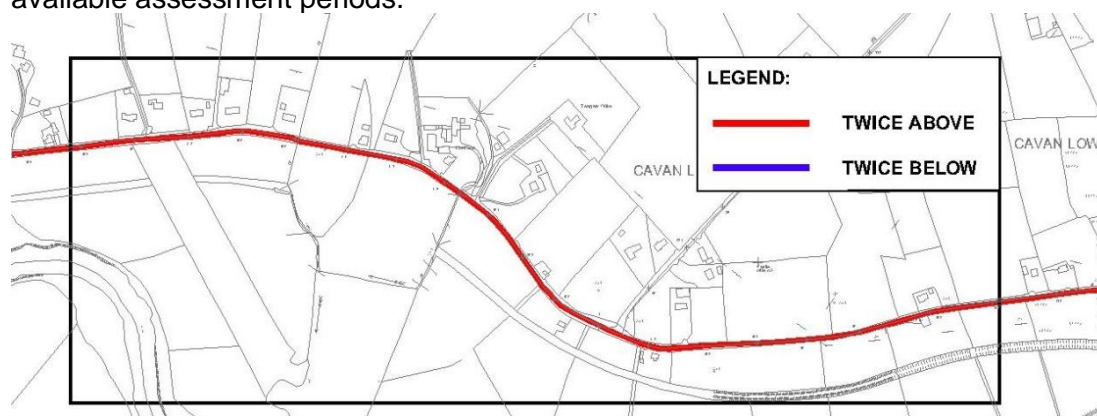 available assessment periods.
LEGEND:
TWICE ABOVE
TWICE BELOW
CAVAN LOW
CAVAN L